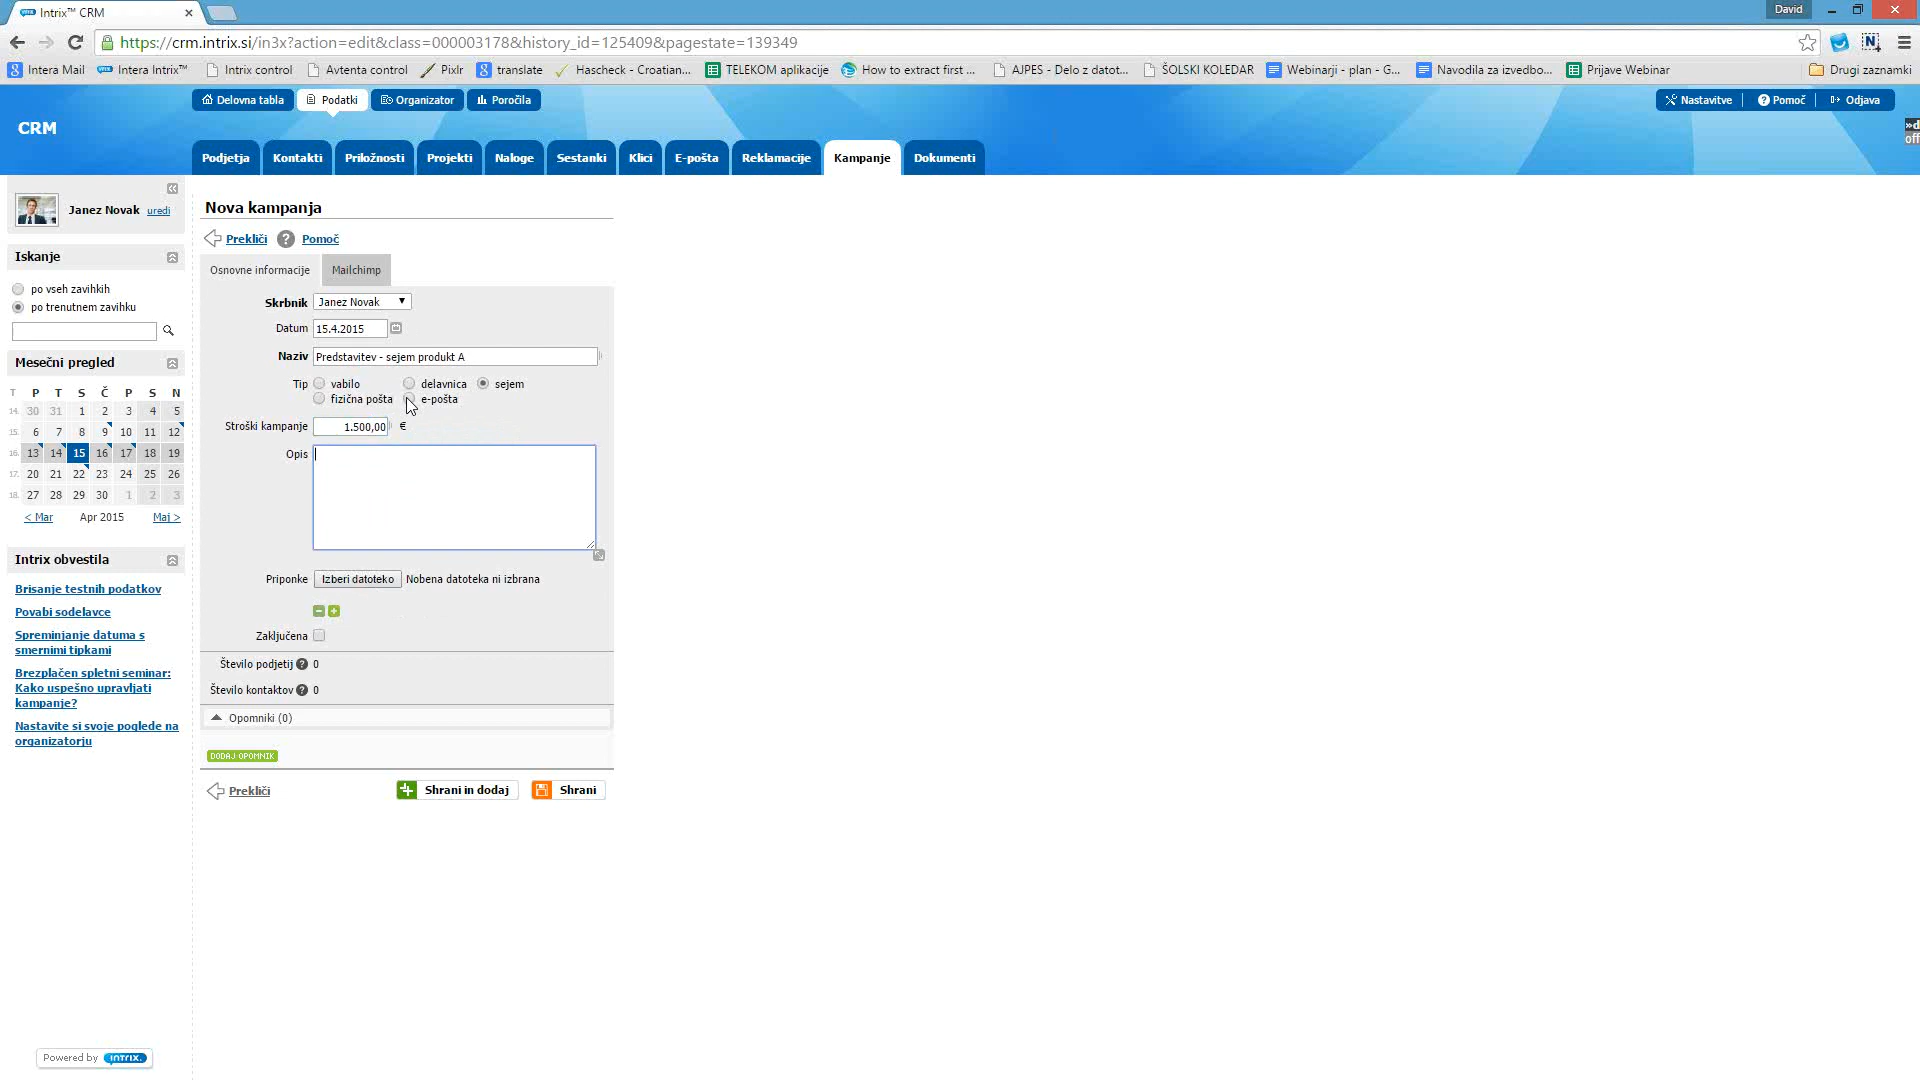 Intrix™ CRM
David
https://crm.intrix.si/in3x?action=edit&class=000003178&history_id=125409&pagestate=139349
Intera Mail Intera Intrix™ Intrix control Avtenta control Pixlr translate Hascheck - Croatian... TELEKOM aplikacije How to extract first ... AJPES - Delo z datot... ŠOLSKI KOLEDAR Webinarji - plan - G... Navodila za izvedbo... Prijave Webinar Drugi zaznamki
Delovna tabla Podatki Organizator Poročila
Nastavitve Pomoč Odjava
CRM
Podjetja Kontakti Priložnosti Projekti Naloge Sestanki Klici E-pošta Reklamacije Kampanje Dokumenti
Janez Novak uredi
Iskanje
po vseh zavihkih
po trenutnem zavihku
Mesečni pregled
T P T S Č P S N
14. 30 31 1 2 3 4 5
15. 6 7 8 9 10 11 12
16. 13 14 15 16 17 18 19
17. 20 21 22 23 24 25 26
18. 27 28 29 30 1 2 3
< Mar Apr 2015 Maj >
Intrix obvestila
Brisanje testnih podatkov
Povabi sodelavce
Spreminjanje datuma s
smernimi tipkami
Brezplačen spletni seminar:
Kako uspešno upravljati
kampanje?
Nastavite si svoje poglede na
organizatorju
Powered by intrix.
Nova kampanja
Prekliči Pomoč
Osnovne informacije Mailchimp
Skrbnik Janez Novak
Datum 15.4.2015
Naziv Predstavitev - sejem produkt A
Tip vabilo delavnica sejem
fizična pošta e-pošta
Stroški kampanje 1.500,00 €
Opis
Priponke Izberi datoteko Nobena datoteka ni izbrana
Zaključena
Število podjetij ? 0
Število kontaktov ? 0
Opomniki (0)
DODAJ OPOMNIK
Prekliči Shrani in dodaj Shrani